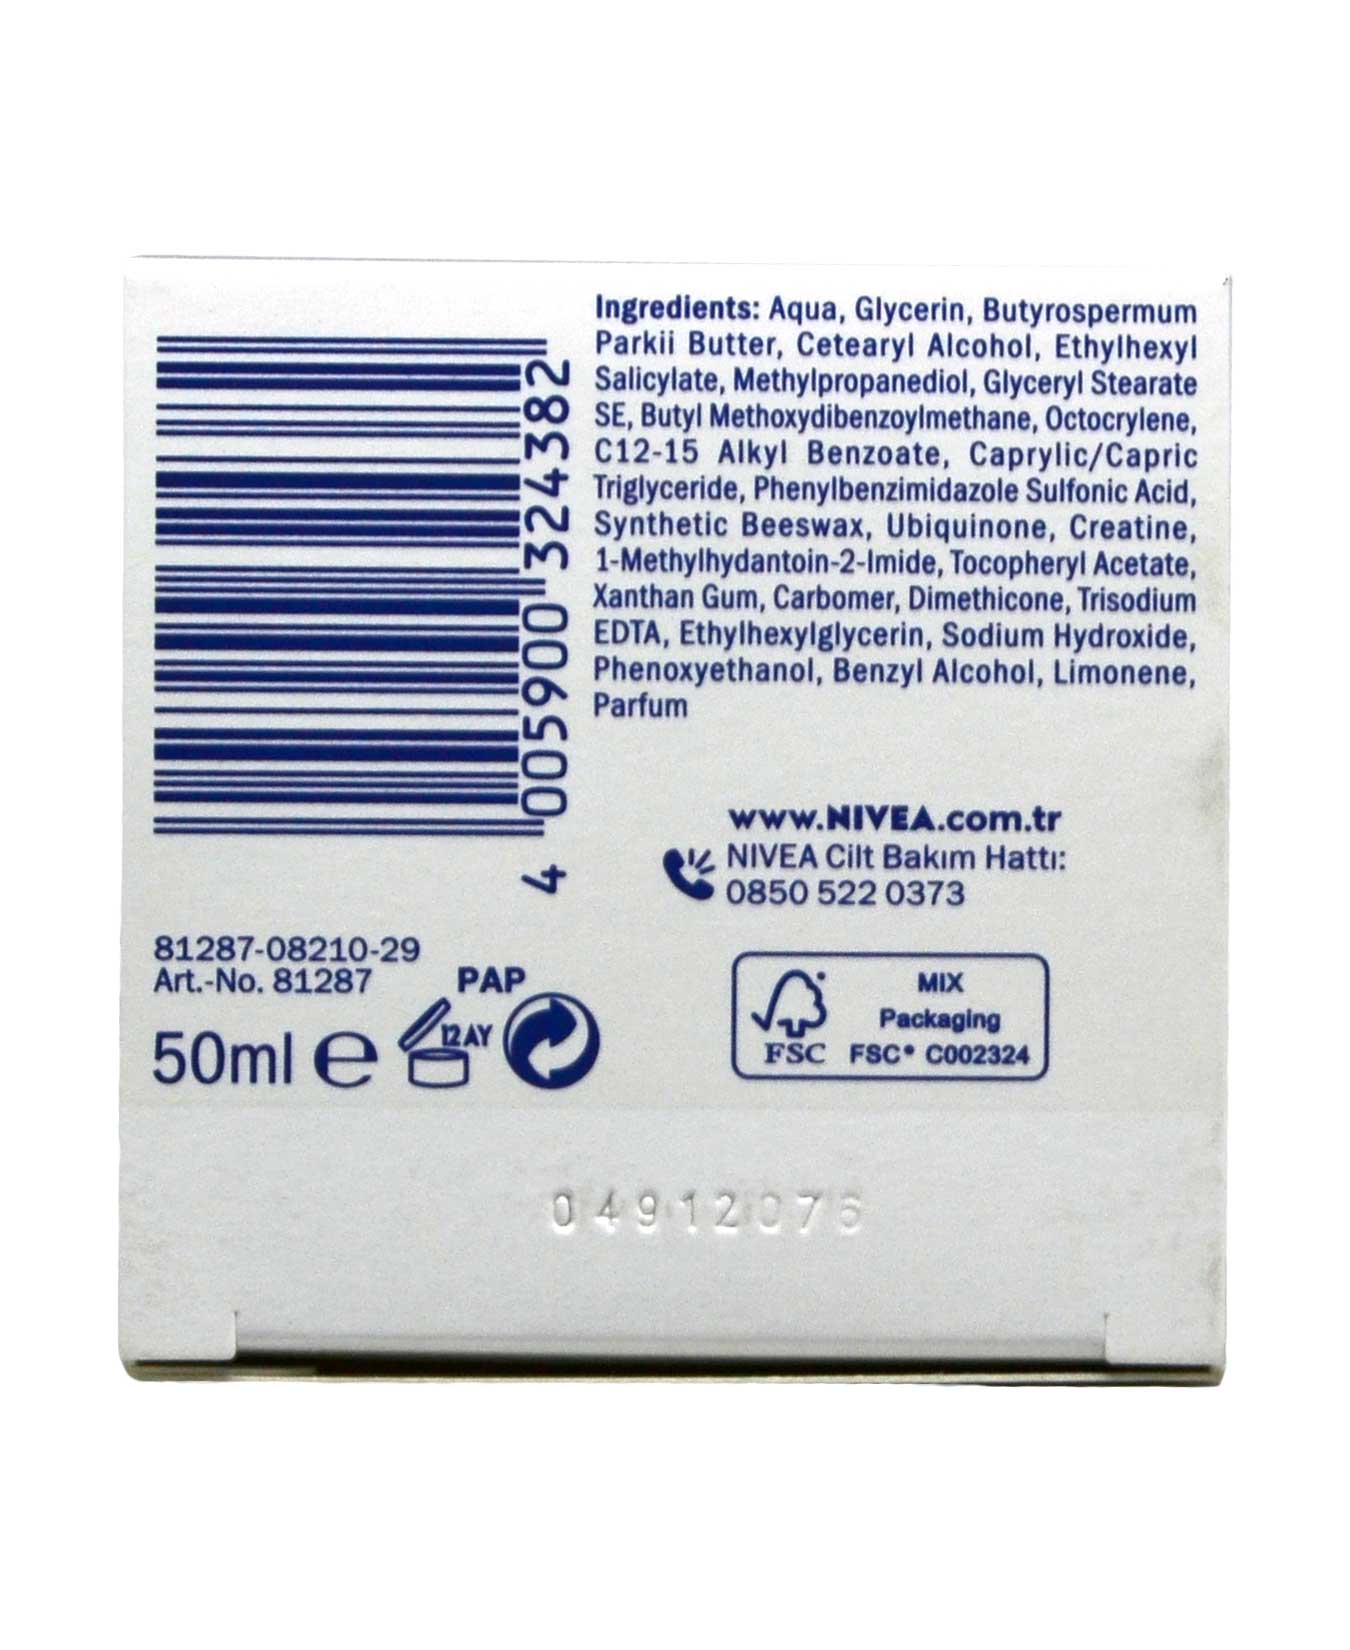 Ingredients: Aqua, Glycerin, Butyrospermum
Parkii Butter, Cetearyl Alcohol, Ethylhexyl
Salicylate, Methylpropanediol, Glyceryl Stearate
SE, Butyl Methoxydibenzoylmethane, Octocrylene,
C12-15 Alkyl Benzoate, Caprylic/Capric
Triglyceride, Phenylbenzimidazole Sulfonic Acid,
Synthetic Beeswax, Ubiquinone, Creatine,
1-Methylhydantoin-2-Imide, Tocopheryl Acetate,
Xanthan Gum, Carbomer, Dimethicone, Trisodium
EDTA, Ethylhexylglycerin, Sodium Hydroxide,
Phenoxyethanol, Benzyl Alcohol, Limonene,
Parfum
4 005900 324382
www.NIVEA.com.tr
NIVEA Cilt Bakım Hattı:
0850 522 0373
81287-08210-29
Art.-No. 81287
PAP
50ml e
12 AY
MIX
Packaging
FSC
FSC® C002324
04912076